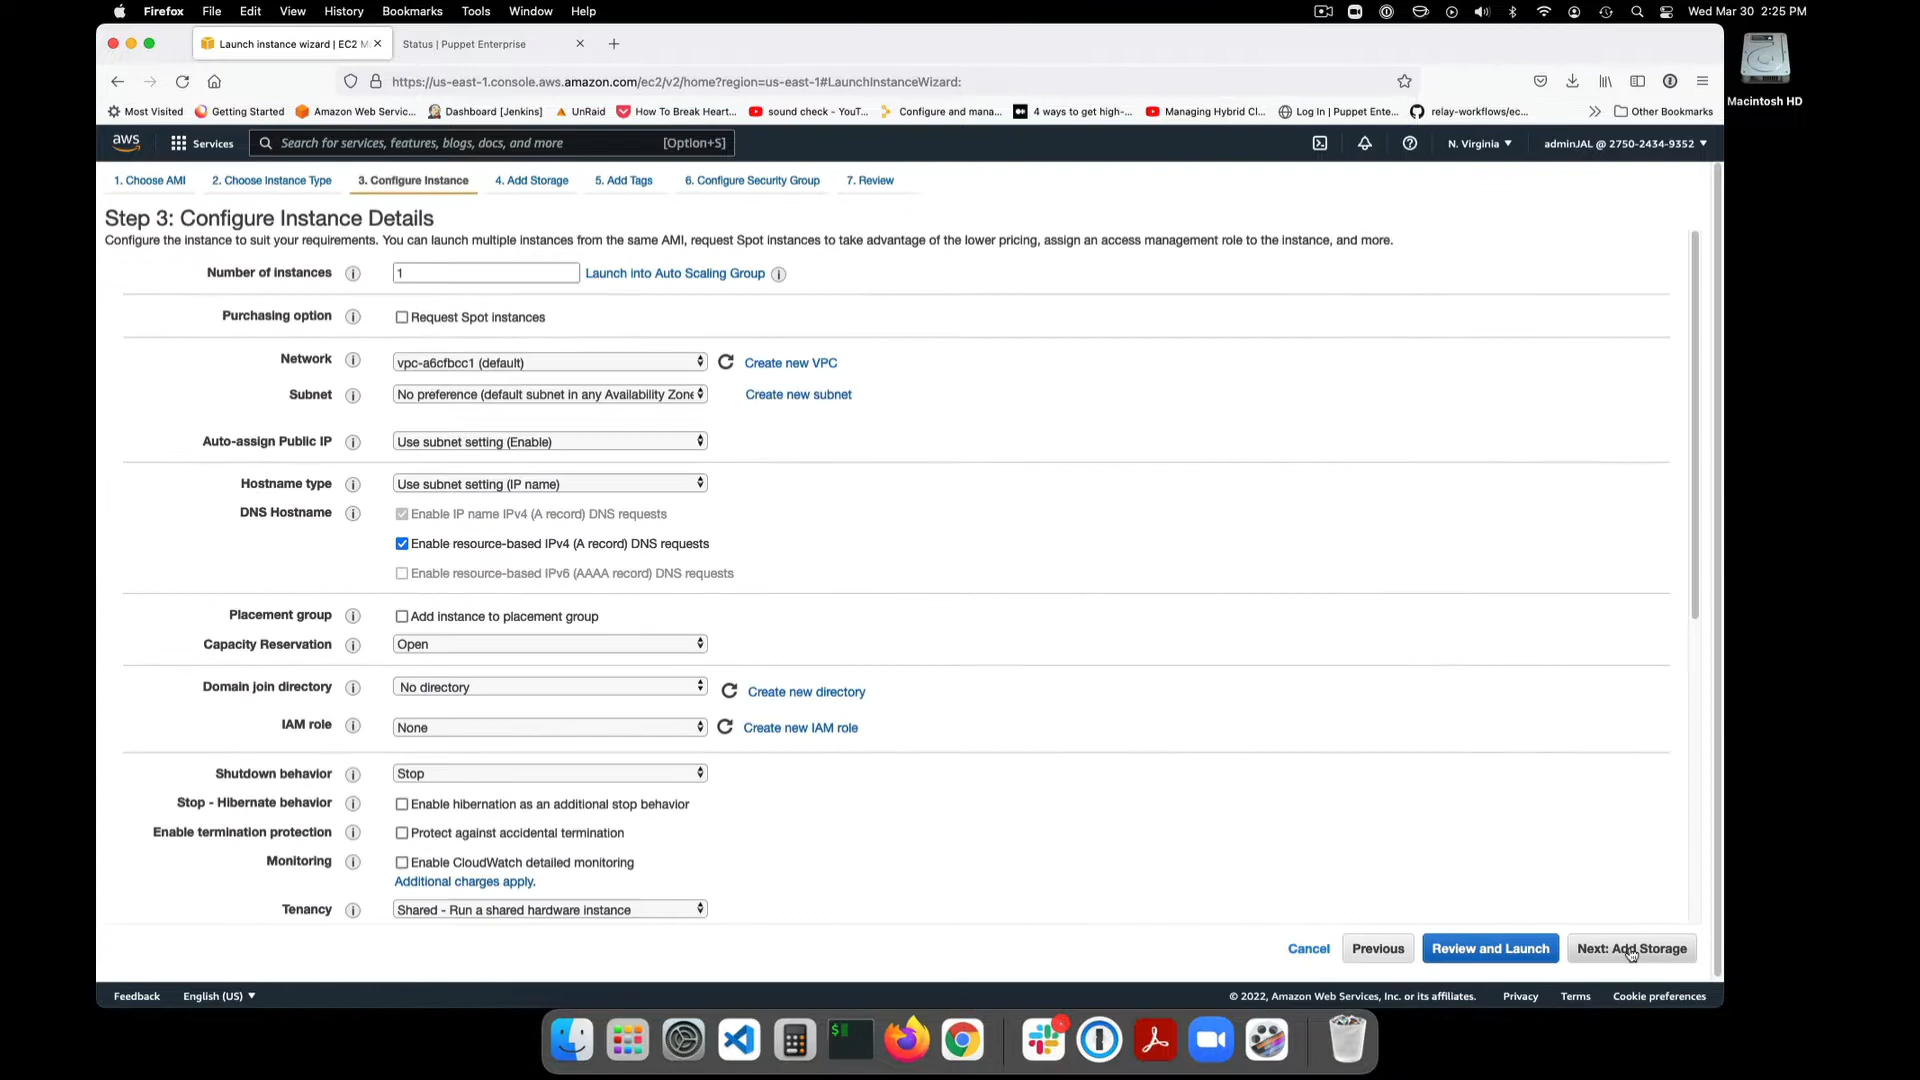 Firefox File Edit View History Bookmarks Tools Window Help Wed Mar 30 2:25 PM
Launch instance wizard | EC2 M Status | Puppet Enterprise
https://us-east-1.console.aws.amazon.com/ec2/v2/home?region=us-east-1#LaunchInstanceWizard:
Most Visited Getting Started Amazon Web Servic... Dashboard [Jenkins] UnRaid How To Break Heart... sound check - YouT... Configure and mana... 4 ways to get high-... Managing Hybrid Cl... Log In | Puppet Ente... relay-workflows/ec... Other Bookmarks
Macintosh HD
aws Services Search for services, features, blogs, docs, and more [Option+S] N. Virginia adminJAL @ 2750-2434-9352
1. Choose AMI 2. Choose Instance Type 3. Configure Instance 4. Add Storage 5. Add Tags 6. Configure Security Group 7. Review
Step 3: Configure Instance Details
Configure the instance to suit your requirements. You can launch multiple instances from the same AMI, request Spot instances to take advantage of the lower pricing, assign an access management role to the instance, and more.
Number of instances 1 Launch into Auto Scaling Group
Purchasing option Request Spot instances
Network vpc-a6cfbcc1 (default) Create new VPC
Subnet No preference (default subnet in any Availability Zone Create new subnet
Auto-assign Public IP Use subnet setting (Enable)
Hostname type Use subnet setting (IP name)
DNS Hostname Enable IP name IPv4 (A record) DNS requests
Enable resource-based IPv4 (A record) DNS requests
Enable resource-based IPv6 (AAAA record) DNS requests
Placement group Add instance to placement group
Capacity Reservation Open
Domain join directory No directory Create new directory
IAM role None Create new IAM role
Shutdown behavior Stop
Stop - Hibernate behavior Enable hibernation as an additional stop behavior
Enable termination protection Protect against accidental termination
Monitoring Enable CloudWatch detailed monitoring
Additional charges apply.
Tenancy Shared - Run a shared hardware instance
Cancel Previous Review and Launch Next: Add Storage
Feedback English (US) © 2022, Amazon Web Services, Inc. or its affiliates. Privacy Terms Cookie preferences